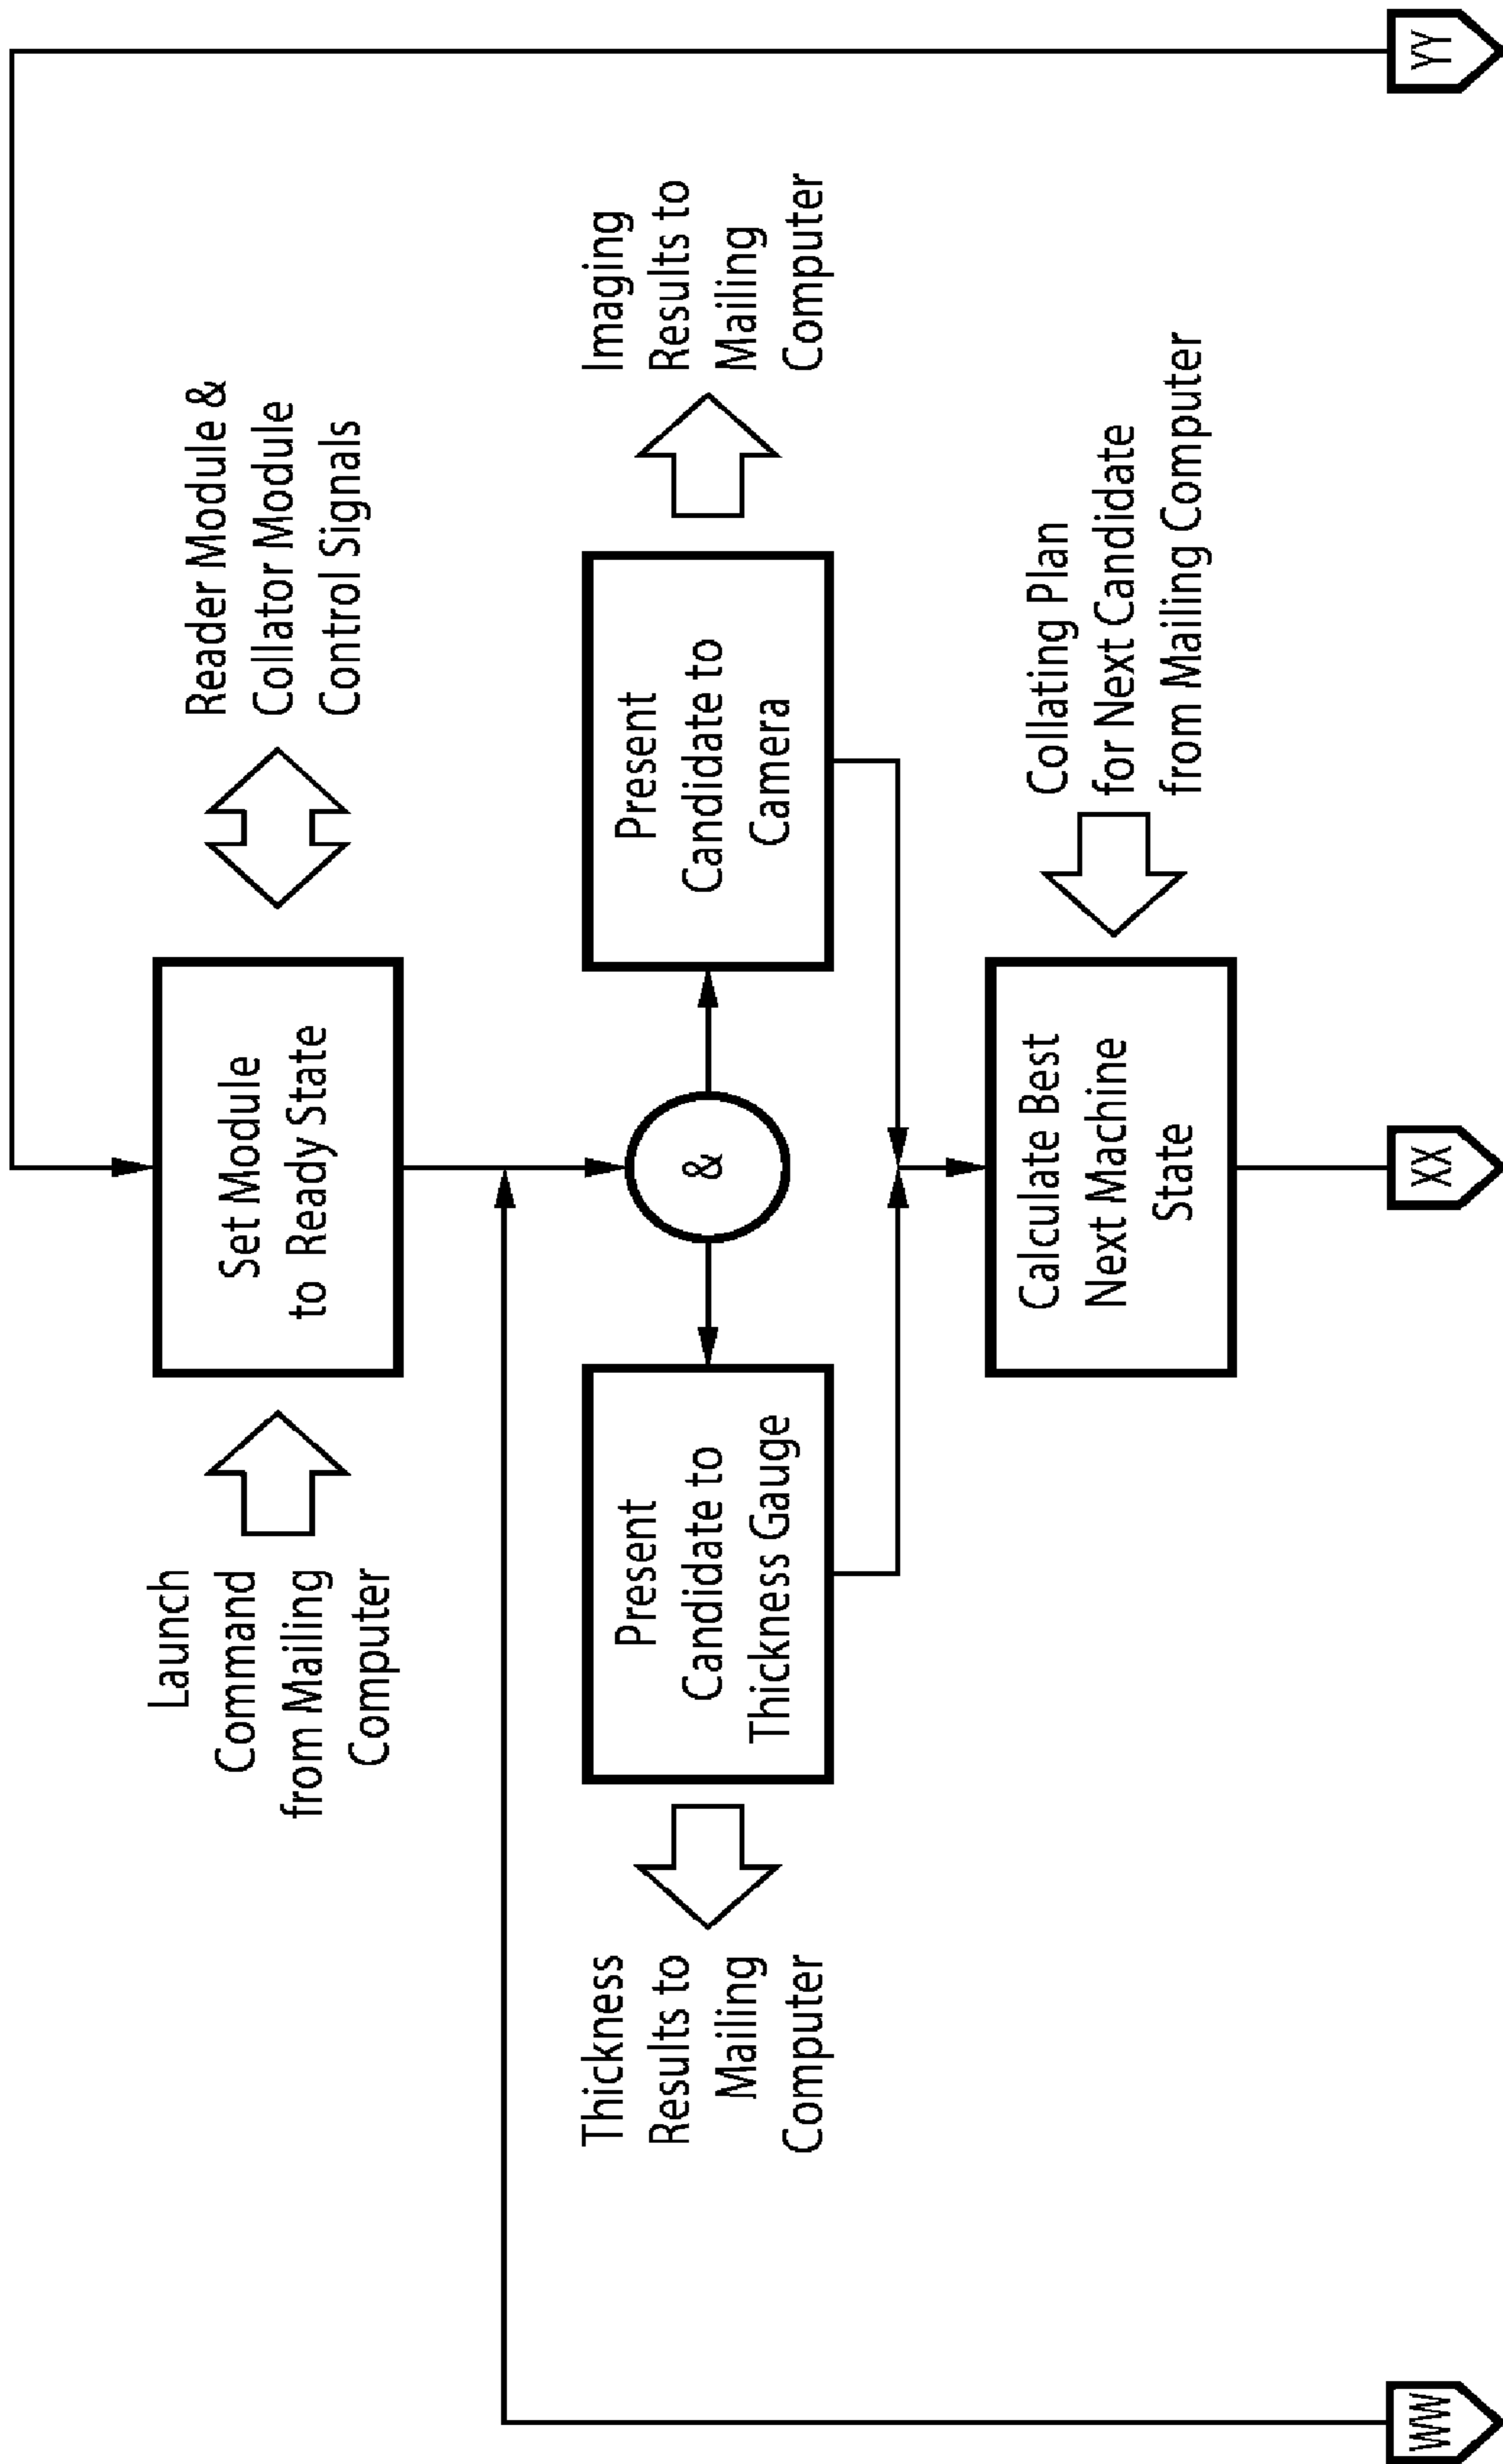 Launch
Command
from Mailing
Computer
Set Module
to Ready State
Reader Module &
Collator Module
Control Signals
Thickness
Results to
Mailing
Computer
Present
Candidate to
Thickness Gauge
&
Present
Candidate to
Camera
Imaging
Results to
Mailing
Computer
Calculate Best
Next Machine
State
Collating Plan
for Next Candidate
from Mailing Computer
WW
XX
YY